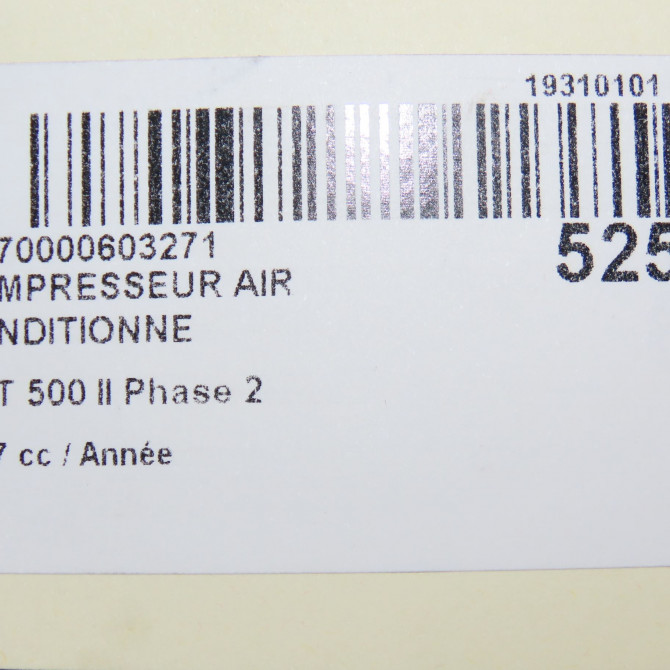 19310101
70000603271
525
MPRESSEUR AIR
NDITIONNE
T 500 II Phase 2
7 cc / Année